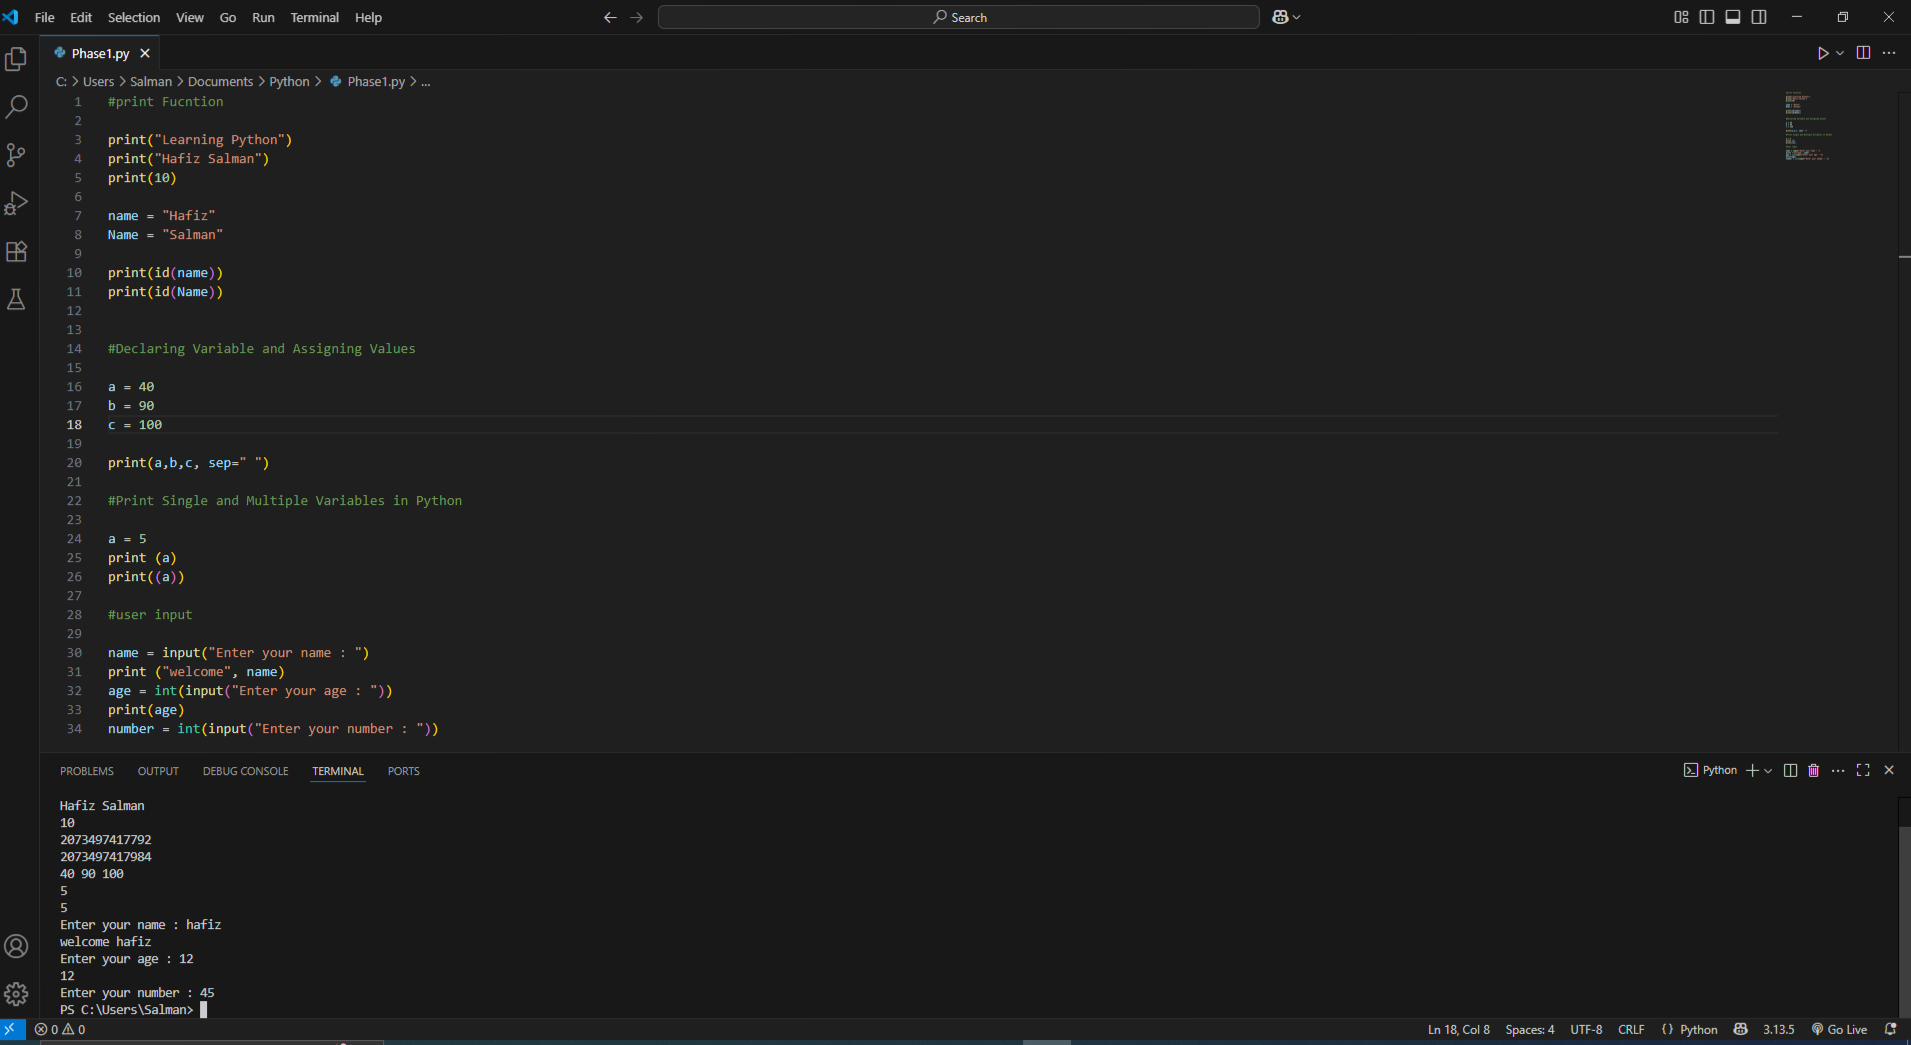 File Edit Selection View Go Run Terminal Help Search
Phase1.py
C: > Users > Salman > Documents > Python > Phase1.py > ...
1 #print Fucntion
2
3 print("Learning Python")
4 print("Hafiz Salman")
5 print(10)
6
7 name = "Hafiz"
8 Name = "Salman"
9
10 print(id(name))
11 print(id(Name))
12
13
14 #Declaring Variable and Assigning Values
15
16 a = 40
17 b = 90
18 c = 100
19
20 print(a,b,c, sep=" ")
21
22 #Print Single and Multiple Variables in Python
23
24 a = 5
25 print (a)
26 print((a))
27
28 #user input
29
30 name = input("Enter your name : ")
31 print ("welcome", name)
32 age = int(input("Enter your age : "))
33 print(age)
34 number = int(input("Enter your number : "))
PROBLEMS OUTPUT DEBUG CONSOLE TERMINAL PORTS Python
Hafiz Salman
10
2073497417792
2073497417984
40 90 100
5
5
Enter your name : hafiz
welcome hafiz
Enter your age : 12
12
Enter your number : 45
PS C:\Users\Salman>
0 0 Ln 18, Col 8 Spaces: 4 UTF-8 CRLF {} Python 3.13.5 Go Live